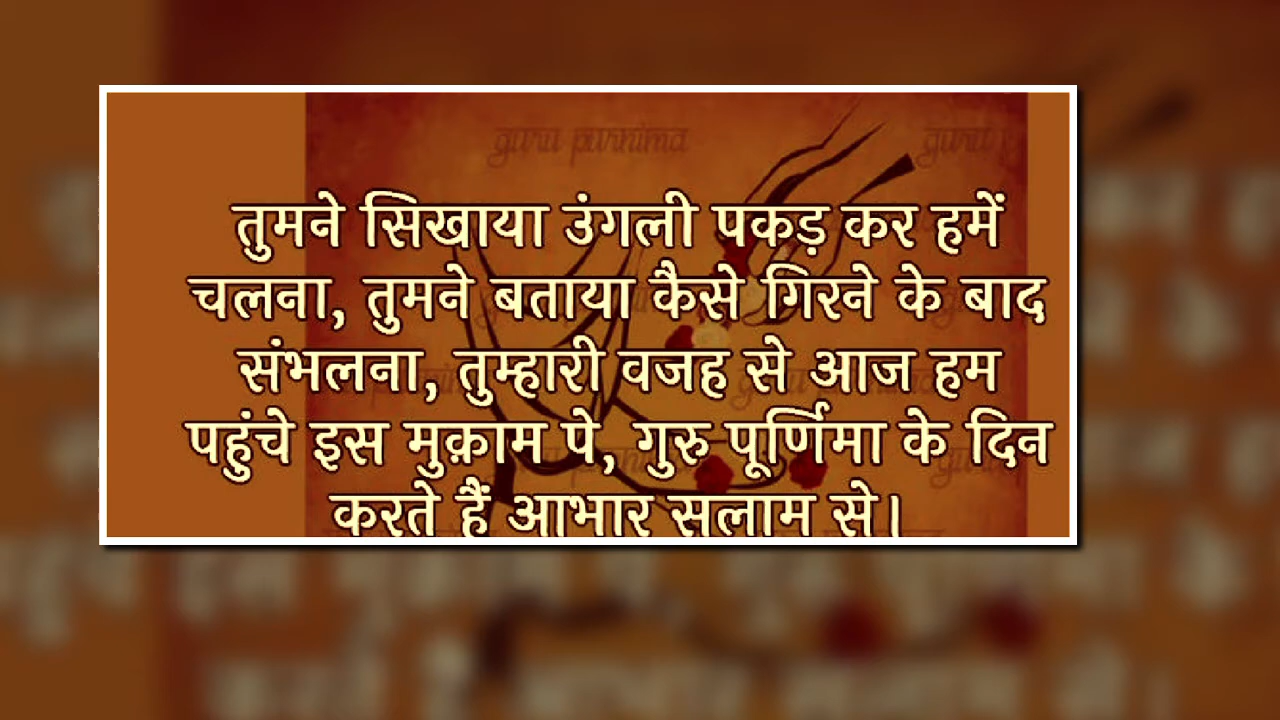 guru purnima
तुमने सिखाया उंगली पकड़ कर हमें
चलना, तुमने बताया कैसे गिरने के बाद
संभलना, तुम्हारी वजह से आज हम
पहुंचे इस मुक़ाम पे, गुरु पूर्णिमा के दिन
करते हैं आभार सलाम से।